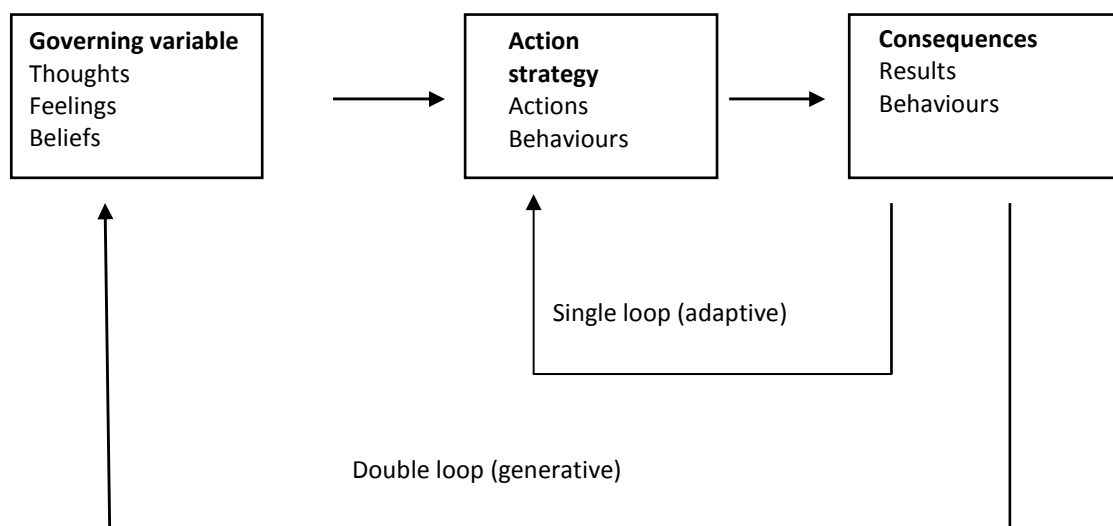 Governing variable
Thoughts
Feelings
Beliefs
Action
strategy
Actions
Behaviours
Consequences
Results
Behaviours
Single loop (adaptive)
Double loop (generative)